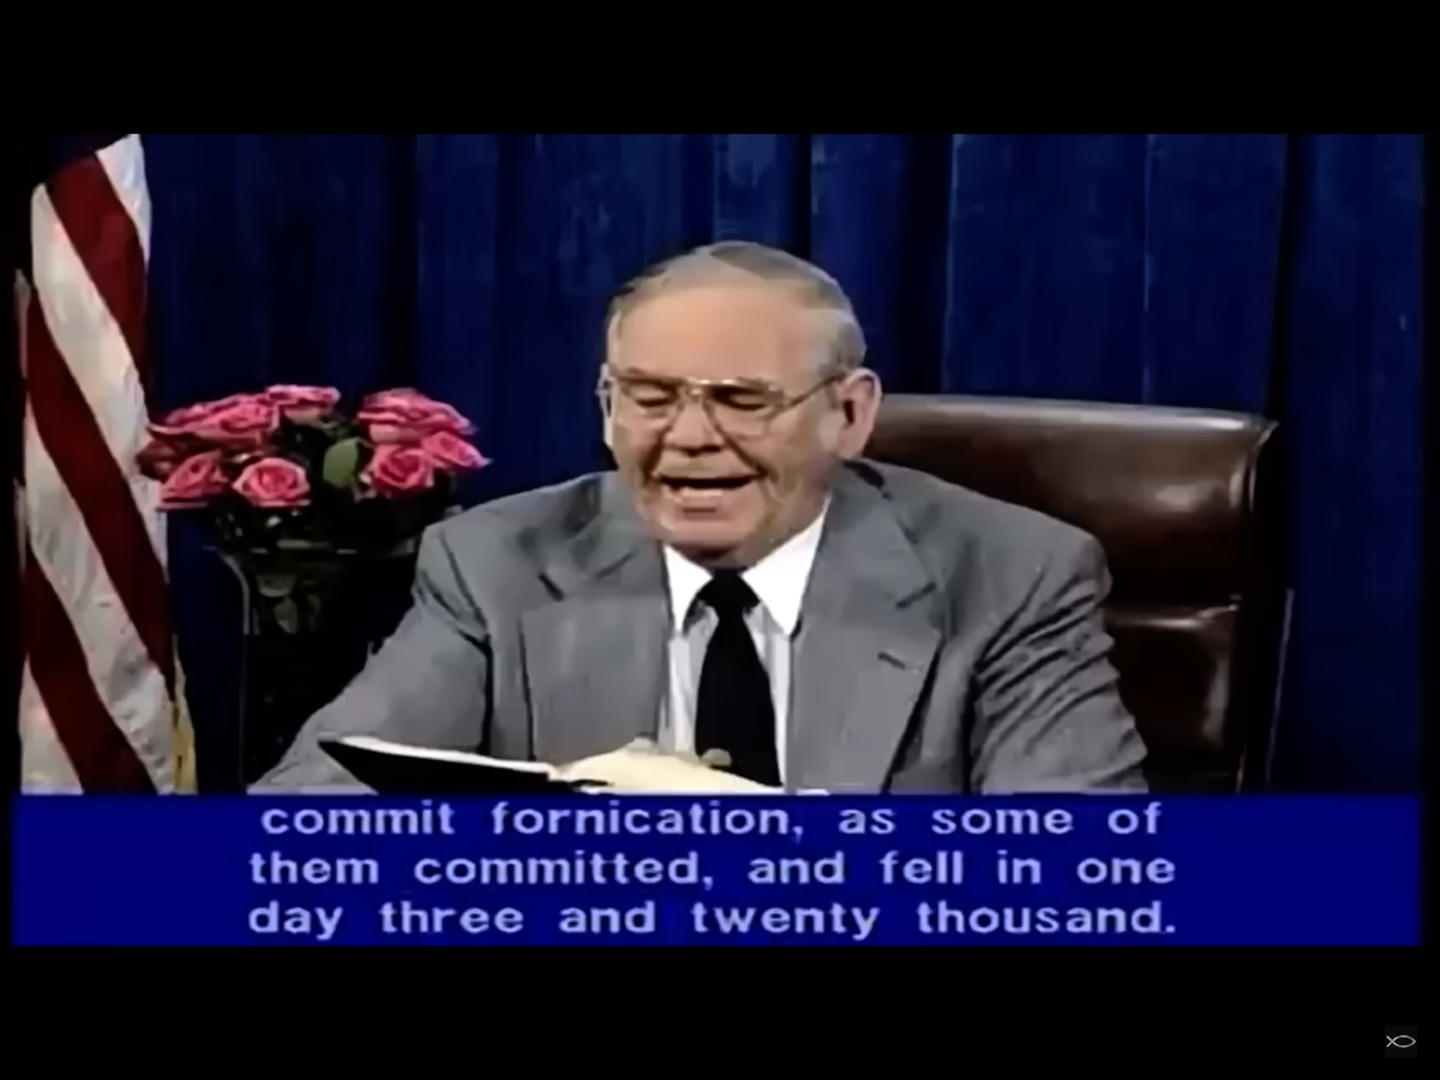 commit fornication, as some of
them committed, and fell in one
day three and twenty thousand.